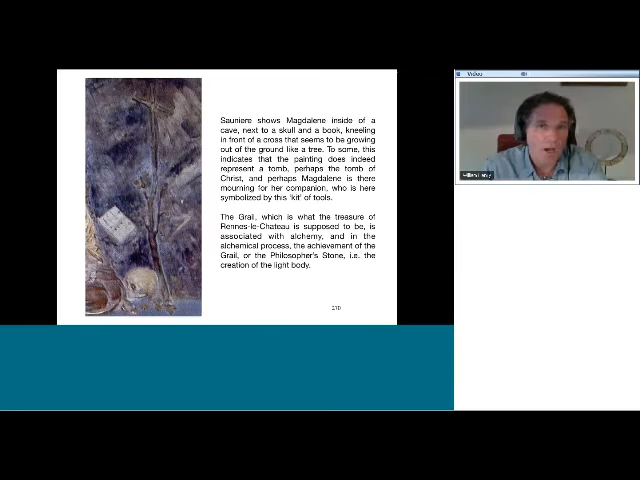 Video
Sauniere shows Magdalene inside of a
cave, next to a skull and a book, kneeling
in front of a cross that seems to be growing
out of the ground like a tree. To some, this
indicates that the painting does indeed
represent a tomb, perhaps the tomb of
Christ, and perhaps Magdalene is there
mourning for her companion, who is here
symbolized by this 'kit' of tools.
The Grail, which is what the treasure of
Rennes-le-Chateau is supposed to be, is
associated with alchemy, and in the
alchemical process, the achievement of the
Grail, or the Philosopher's Stone, i.e. the
creation of the light body.
William Henry